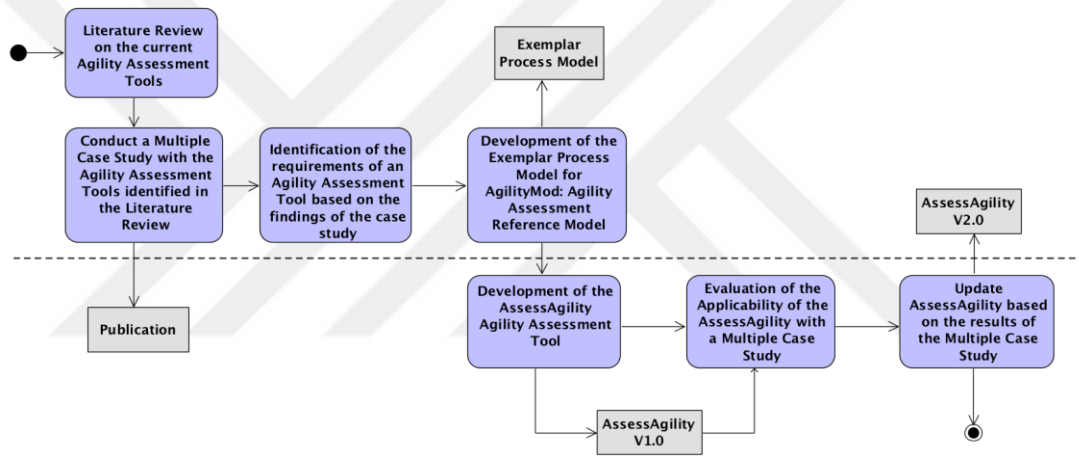 Literature Review
on the current
Agility Assessment
Tools
Conduct a Multiple
Case Study with the
Agility Assessment
Tools identified in
the Literature
Review
Identification of the
requirements of an
Agility Assessment
Tool based on the
findings of the case
study
Exemplar
Process Model
Development of the
Exemplar Process
Model for
AgilityMod: Agility
Assessment
Reference Model
Publication
Development of the
AssessAgility
Agility Assessment
Tool
AssessAgility
V1.0
Evaluation of the
Applicability of the
AssessAgility with
a Multiple Case
Study
AssessAgility
V2.0
Update
AssessAgility based
on the results of
the Multiple Case
Study